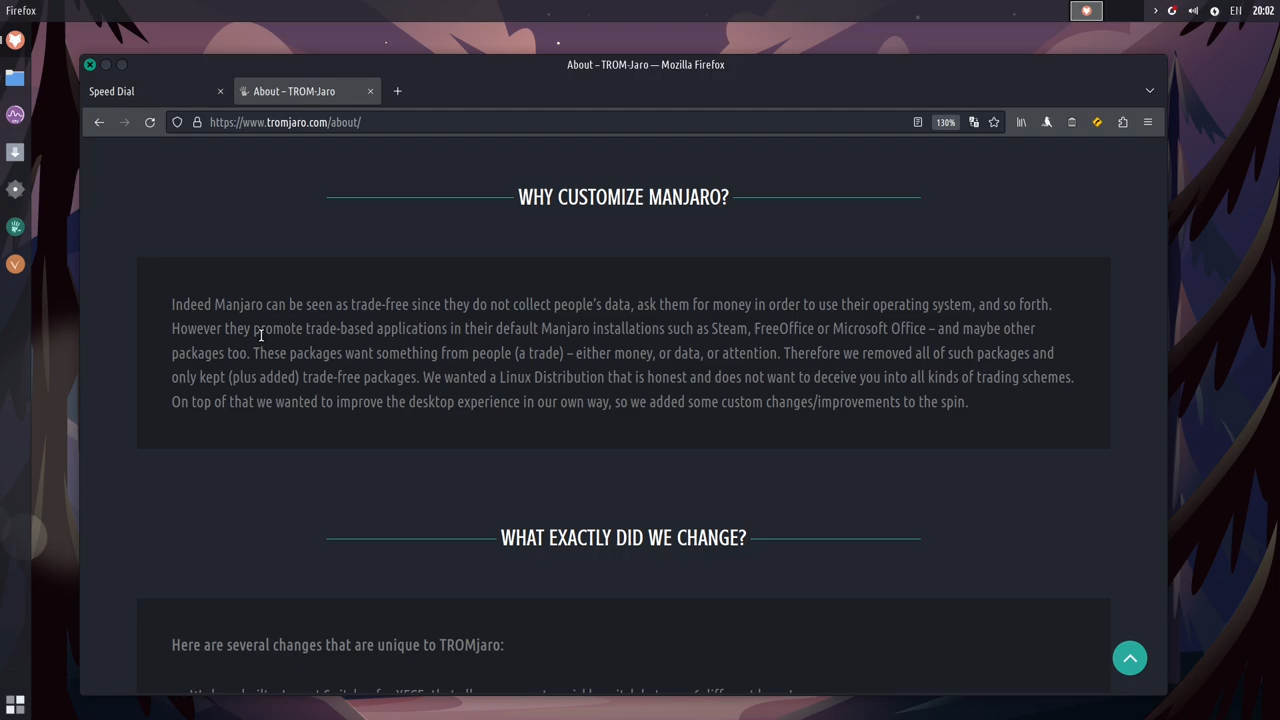 Firefox
EN
20:02
About – TROM-Jaro — Mozilla Firefox
Speed Dial
About – TROM-Jaro
https://www.tromjaro.com/about/
130%
WHY CUSTOMIZE MANJARO?
Indeed Manjaro can be seen as trade-free since they do not collect people's data, ask them for money in order to use their operating system, and so forth.
However they promote trade-based applications in their default Manjaro installations such as Steam, FreeOffice or Microsoft Office – and maybe other
packages too. These packages want something from people (a trade) – either money, or data, or attention. Therefore we removed all of such packages and
only kept (plus added) trade-free packages. We wanted a Linux Distribution that is honest and does not want to deceive you into all kinds of trading schemes.
On top of that we wanted to improve the desktop experience in our own way, so we added some custom changes/improvements to the spin.
WHAT EXACTLY DID WE CHANGE?
Here are several changes that are unique to TROMjaro: